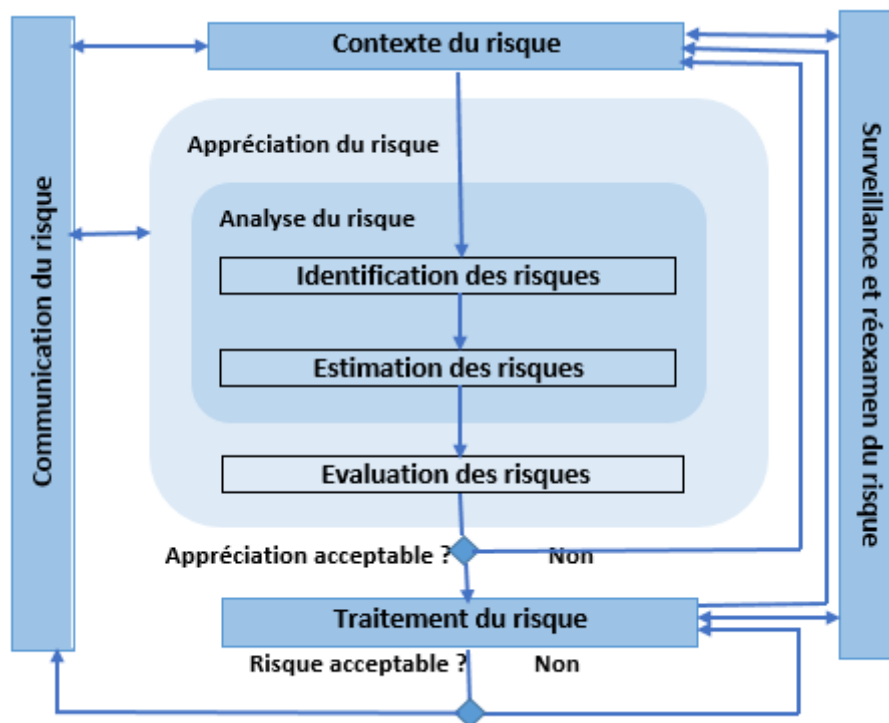 Contexte du risque
Appréciation du risque
Analyse du risque
Identification des risques
Estimation des risques
Evaluation des risques
Appréciation acceptable ? Non
Traitement du risque
Risque acceptable ? Non
Communication du risque
Surveillance et réexamen du risque